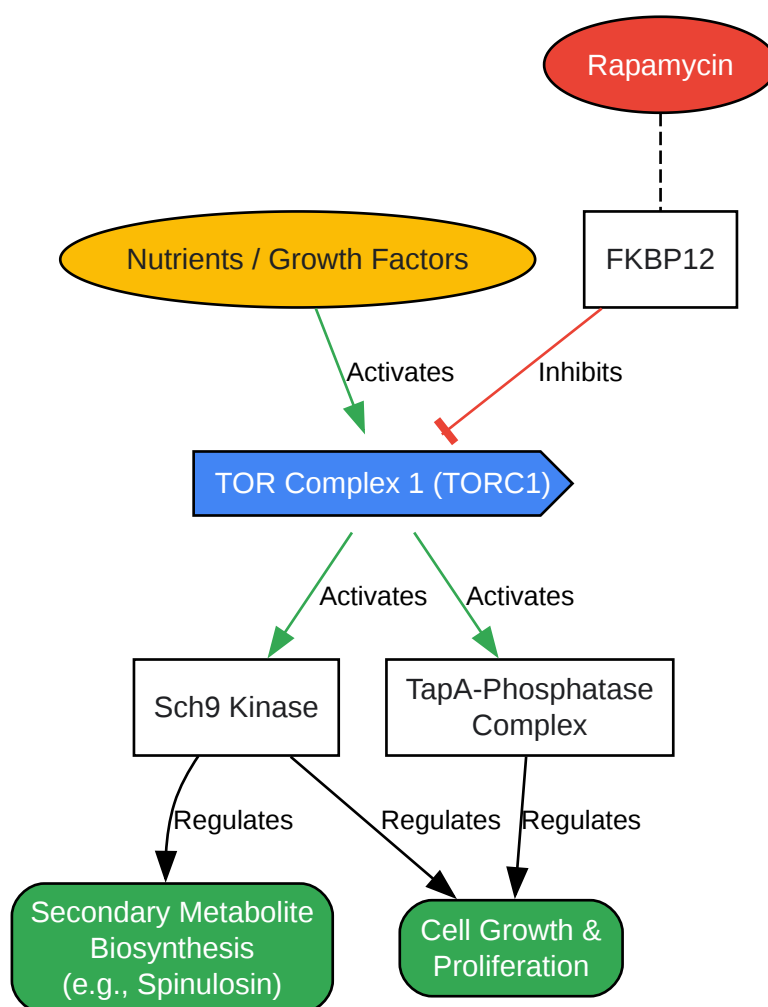 Rapamycin
Nutrients / Growth Factors
FKBP12
Activates
Inhibits
TOR Complex 1 (TORC1)
Activates
Activates
Sch9 Kinase
TapA-Phosphatase
Complex
Regulates
Regulates
Regulates
Secondary Metabolite
Biosynthesis
(e.g., Spinulosin)
Cell Growth &
Proliferation